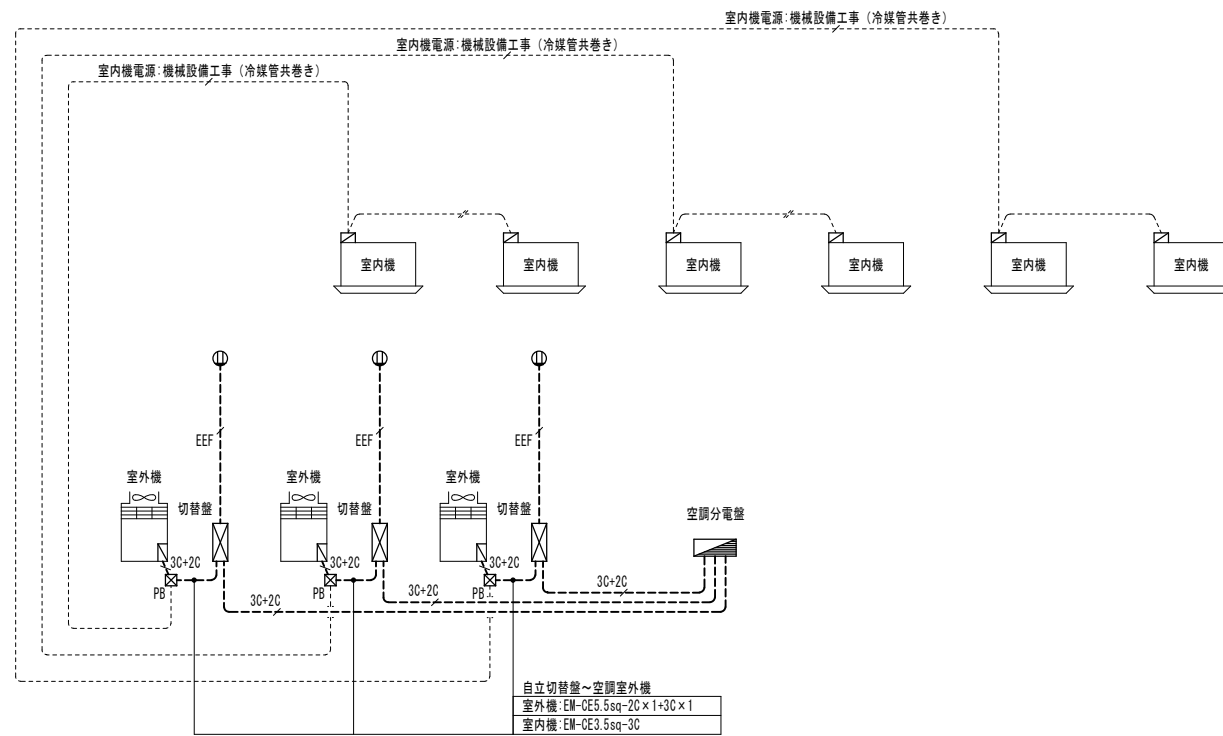 室内機電源:機械設備工事（冷媒管共巻き）
室内機電源:機械設備工事（冷媒管共巻き）
室内機電源:機械設備工事（冷媒管共巻き）
室内機
室内機
室内機
室内機
室内機
室内機
EEF
EEF
EEF
室外機
室外機
室外機
切替盤
切替盤
切替盤
空調分電盤
3C+2C
3C+2C
3C+2C
3C+2C
PB
PB
PB
3C+2C
3C+2C
自立切替盤～空調室外機
室外機:EM-CE5.5sq-2C×1+3C×1
室内機:EM-CE3.5sq-3C